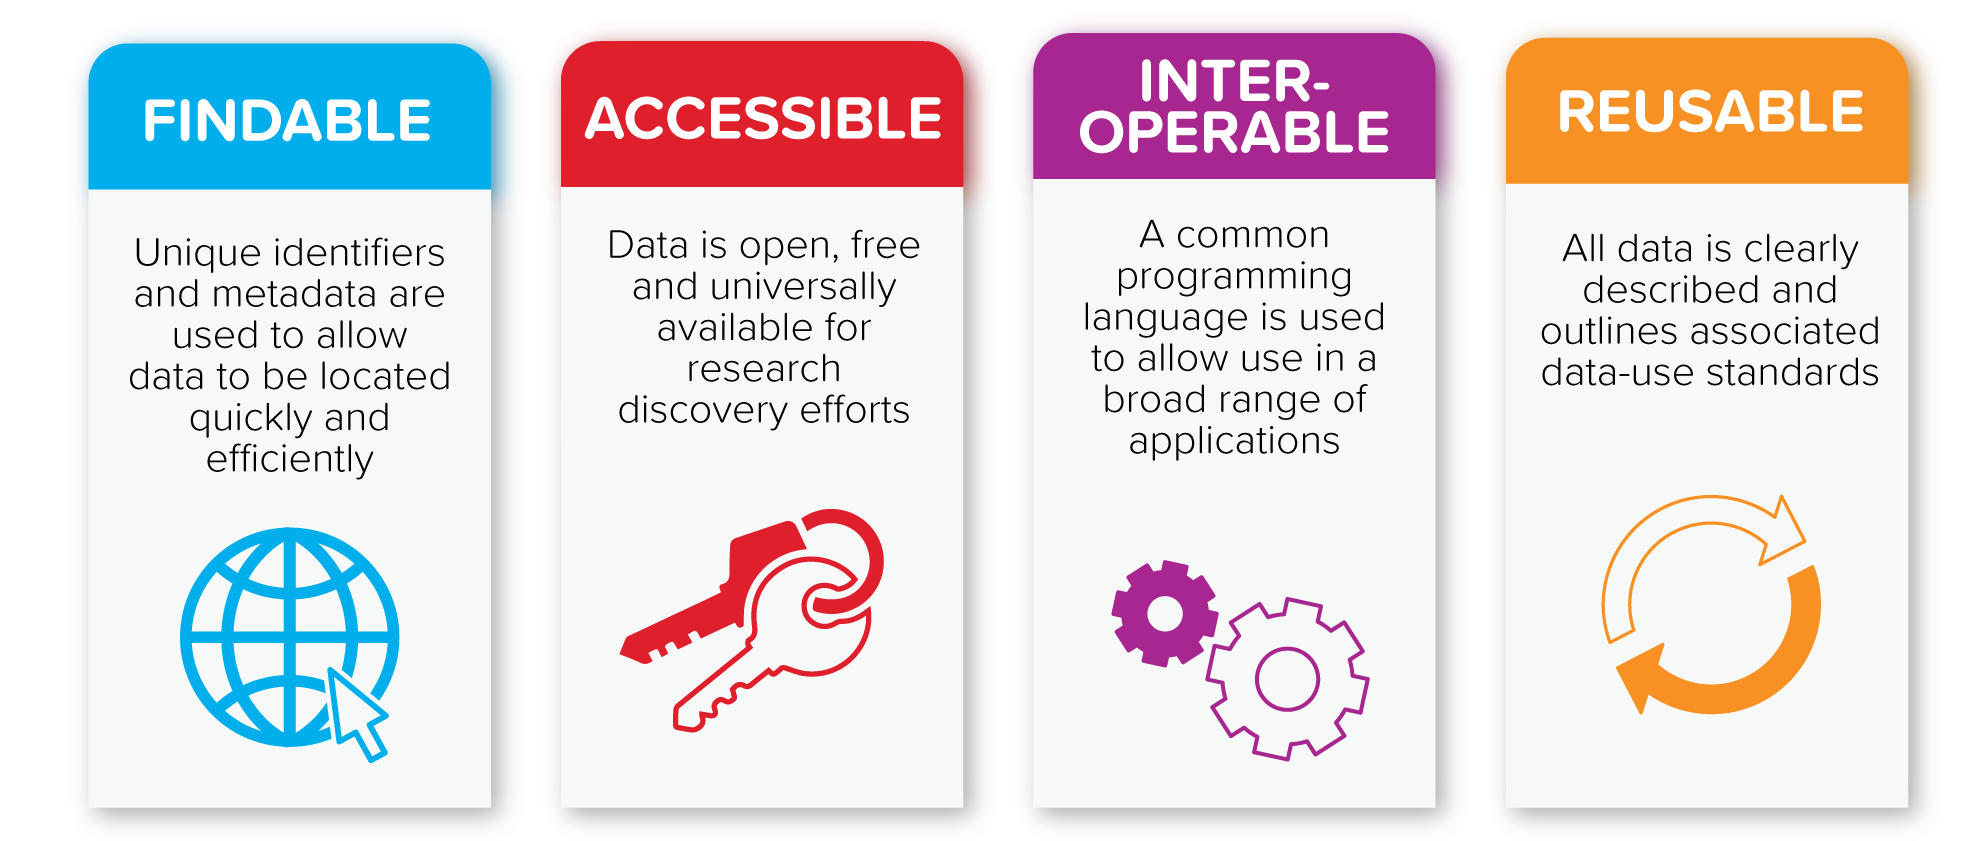 FINDABLE
Unique identifiers
and metadata are
used to allow
data to be located
quickly and
efficiently
ACCESSIBLE
Data is open, free
and universally
available for
research
discovery efforts
INTER-
OPERABLE
A common
programming
language is used
to allow use in a
broad range of
applications
REUSABLE
All data is clearly
described and
outlines associated
data-use standards